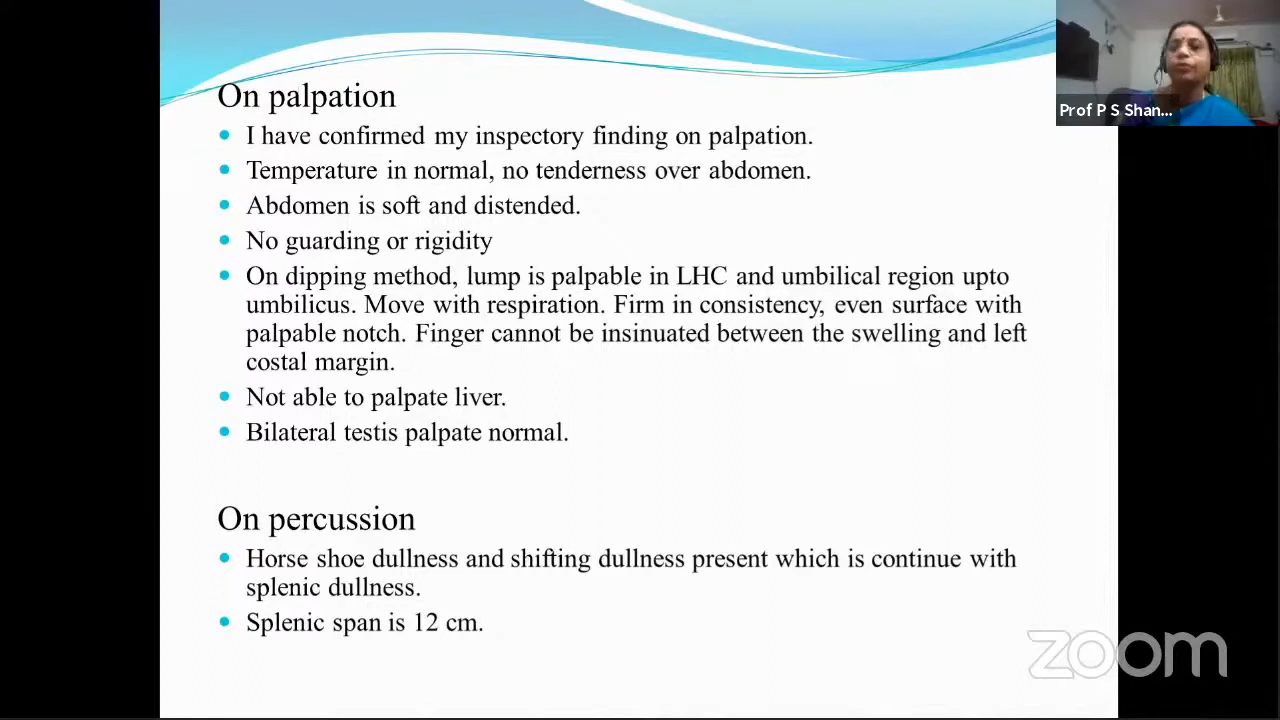 Prof P S Shan...
On palpation
I have confirmed my inspectory finding on palpation.
Temperature in normal, no tenderness over abdomen.
Abdomen is soft and distended.
No guarding or rigidity
On dipping method, lump is palpable in LHC and umbilical region upto
umbilicus. Move with respiration. Firm in consistency, even surface with
palpable notch. Finger cannot be insinuated between the swelling and left
costal margin.
Not able to palpate liver.
Bilateral testis palpate normal.
On percussion
Horse shoe dullness and shifting dullness present which is continue with
splenic dullness.
Splenic span is 12 cm.
zoom